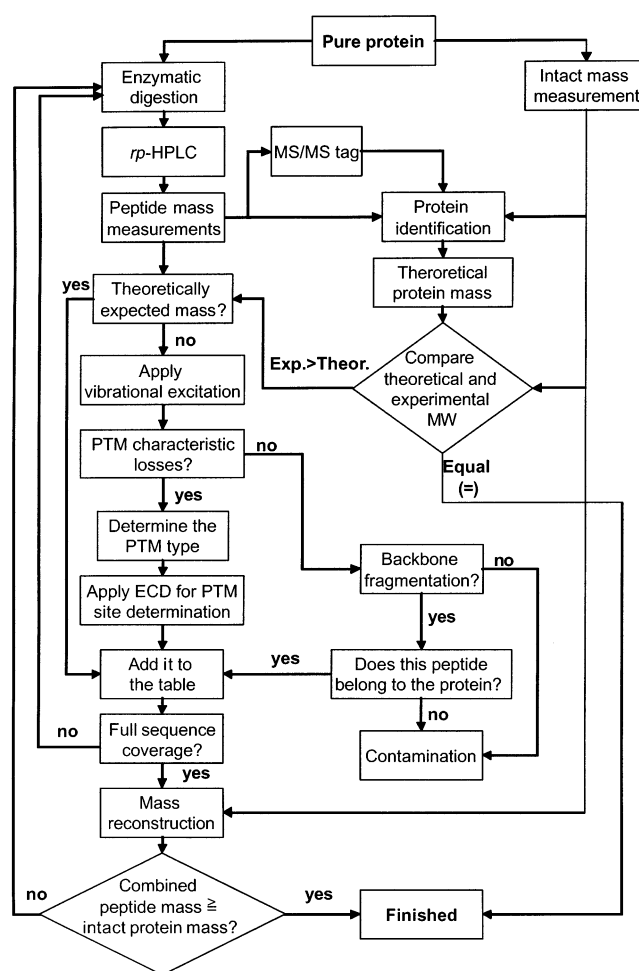 Pure protein
Enzymatic
digestion
Intact mass
measurement
rp-HPLC
MS/MS tag
Peptide mass
measurements
Protein
identification
yes
Theoretically
expected mass?
Theroretical
protein mass
no
Exp.>Theor.
Compare
theoretical and
experimental
MW
Apply
vibrational excitation
PTM characteristic
losses?
no
Equal
(=)
yes
Determine the
PTM type
Backbone
fragmentation?
no
Apply ECD for PTM
site determination
yes
Add it to
the table
yes
Does this peptide
belong to the protein?
no
Full sequence
coverage?
no
Contamination
yes
Mass
reconstruction
no
Combined
peptide mass ≧
intact protein mass?
yes
Finished